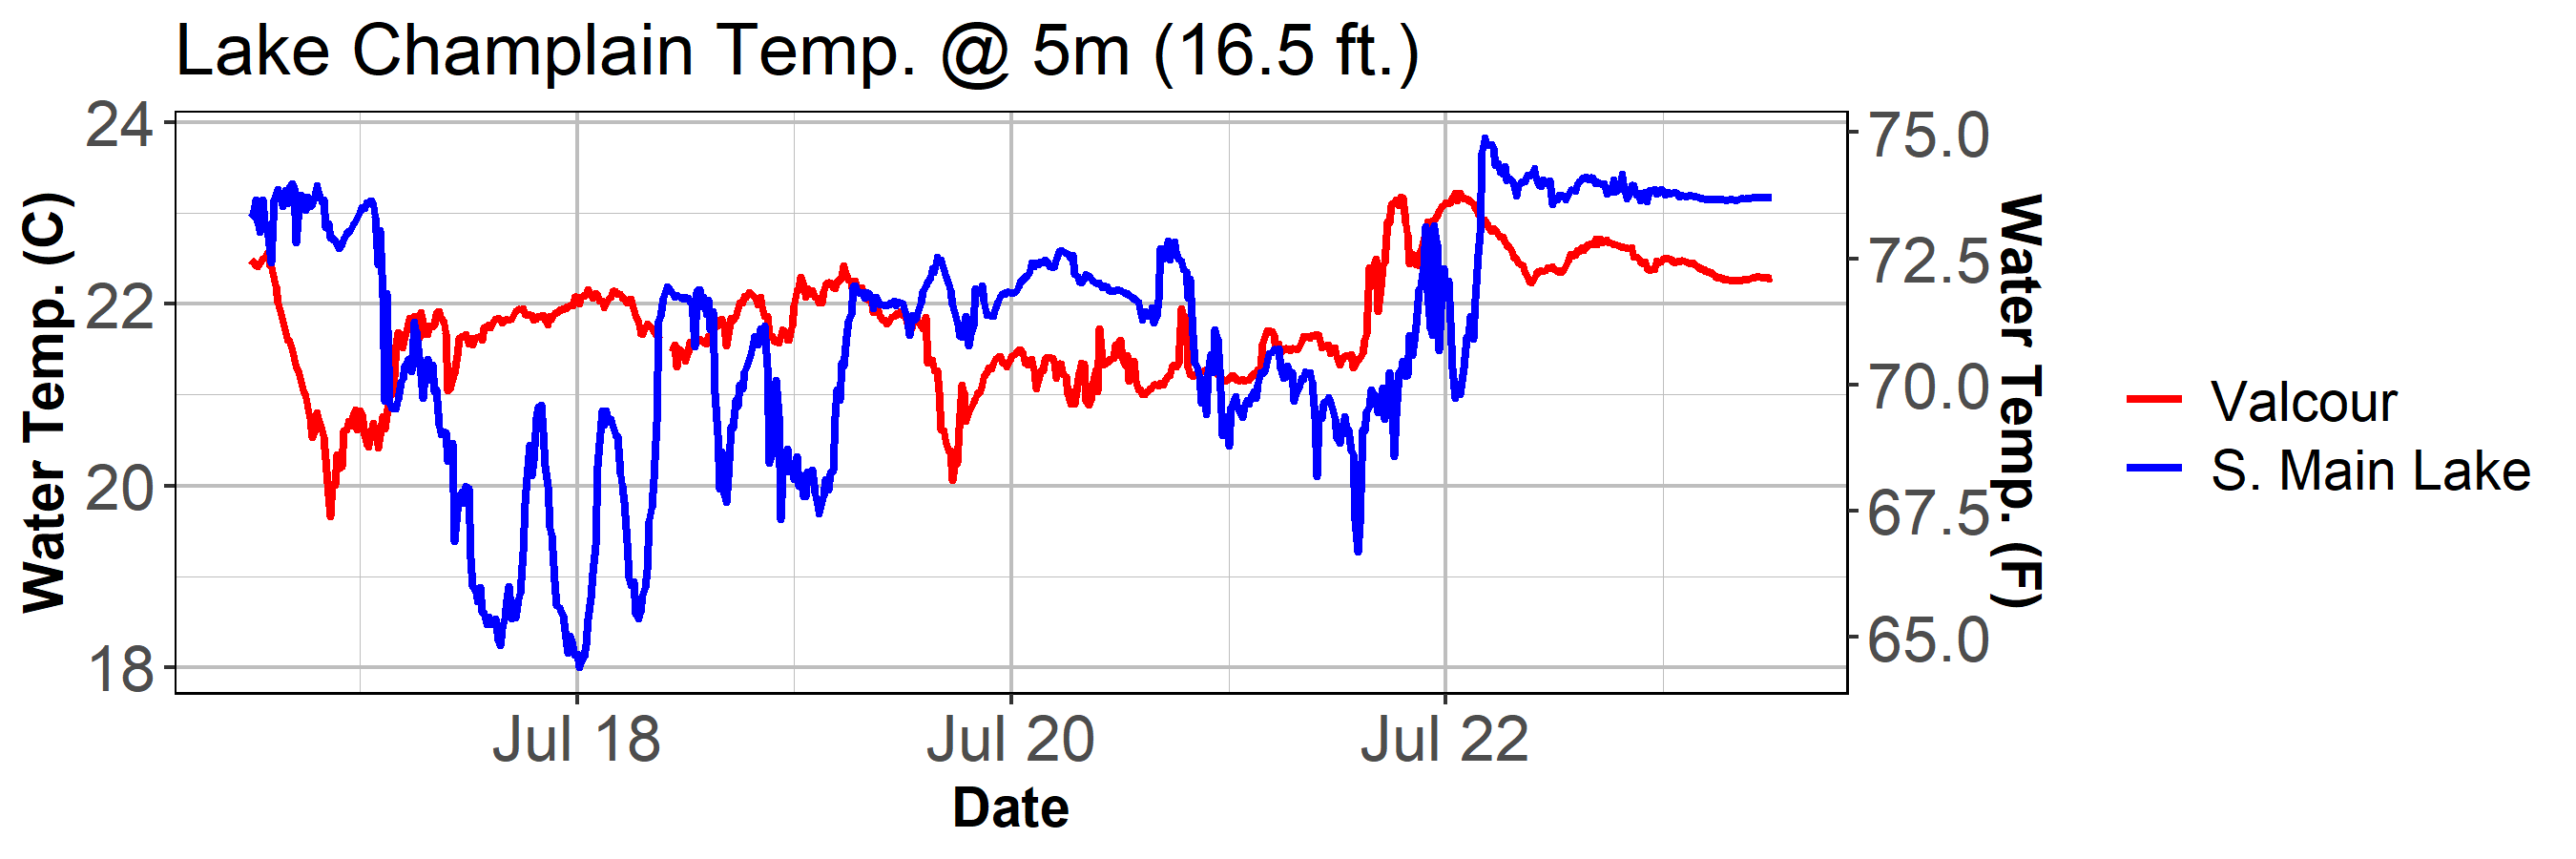 Lake Champlain Temp. @ 5m (16.5 ft.)
Water Temp. (C)
24
22
20
18
75.0
72.5
70.0
67.5
65.0
Water Temp. (F)
Jul 18
Jul 20
Jul 22
Date
Valcour
S. Main Lake